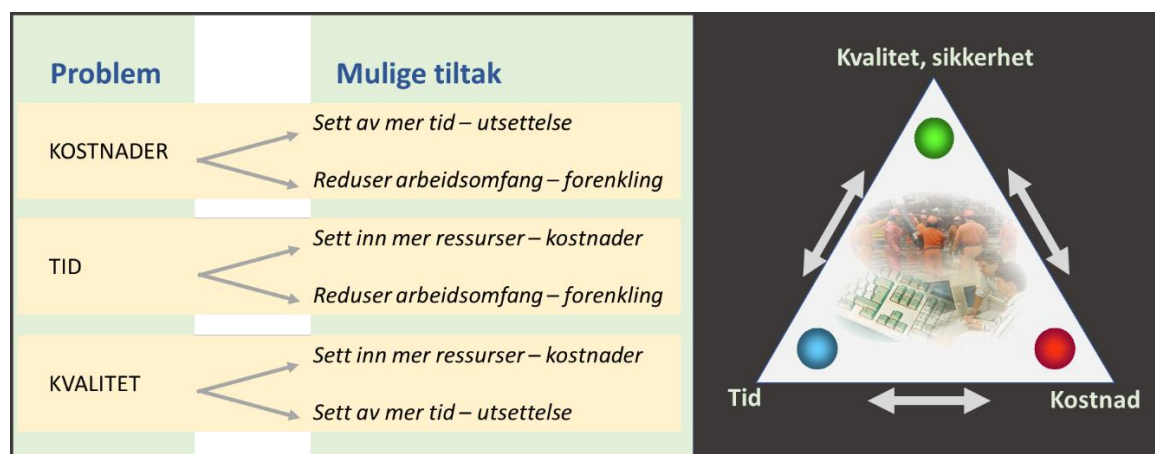 Problem
Mulige tiltak
KOSTNADER
Sett av mer tid – utsettelse
Reduser arbeidsomfang – forenkling
TID
Sett inn mer ressurser – kostnader
Reduser arbeidsomfang – forenkling
KVALITET
Sett inn mer ressurser – kostnader
Sett av mer tid – utsettelse
Kvalitet, sikkerhet
Tid
Kostnad